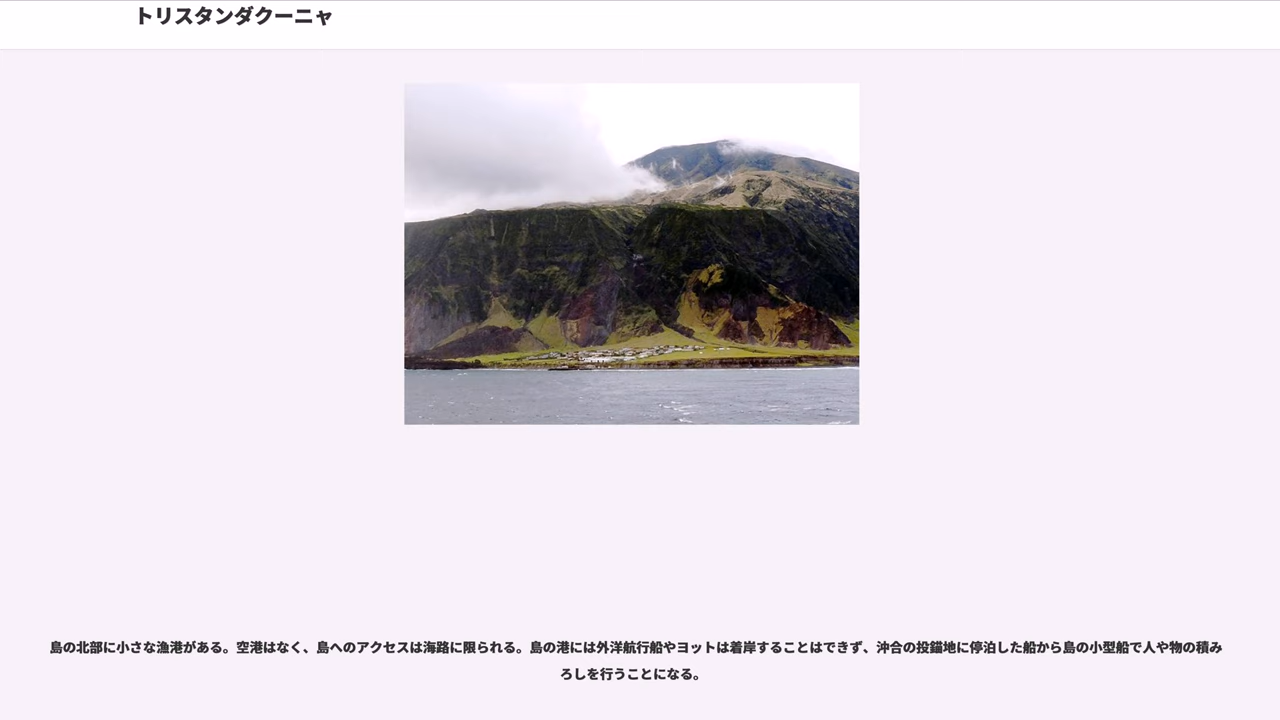 トリスタンダクーニャ
島の北部に小さな漁港がある。空港はなく、島へのアクセスは海路に限られる。島の港には外洋航行船やヨットは着岸することはできず、沖合の投錨地に停泊した船から島の小型船で人や物の積み
ろしを行うことになる。